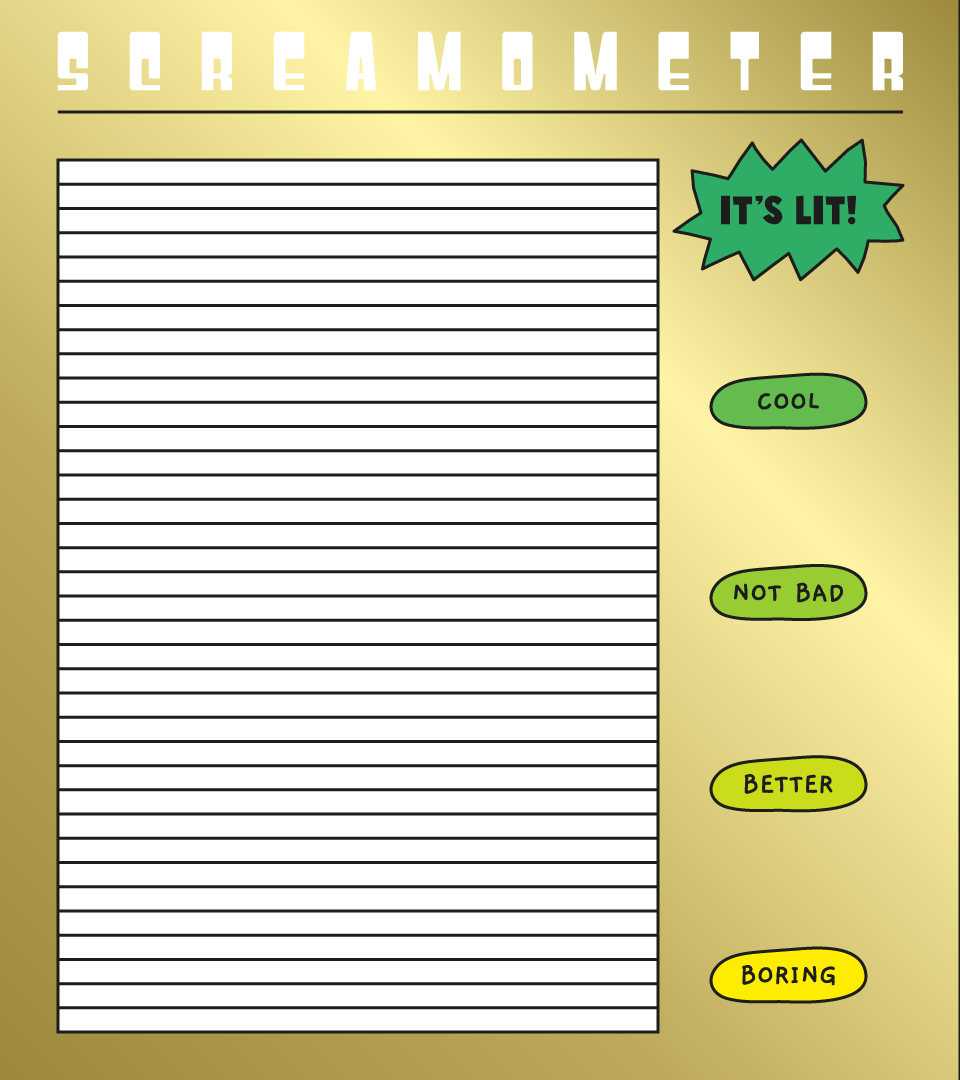 SCREAMOMETER
IT'S LIT!
COOL
NOT BAD
BETTER
BORING